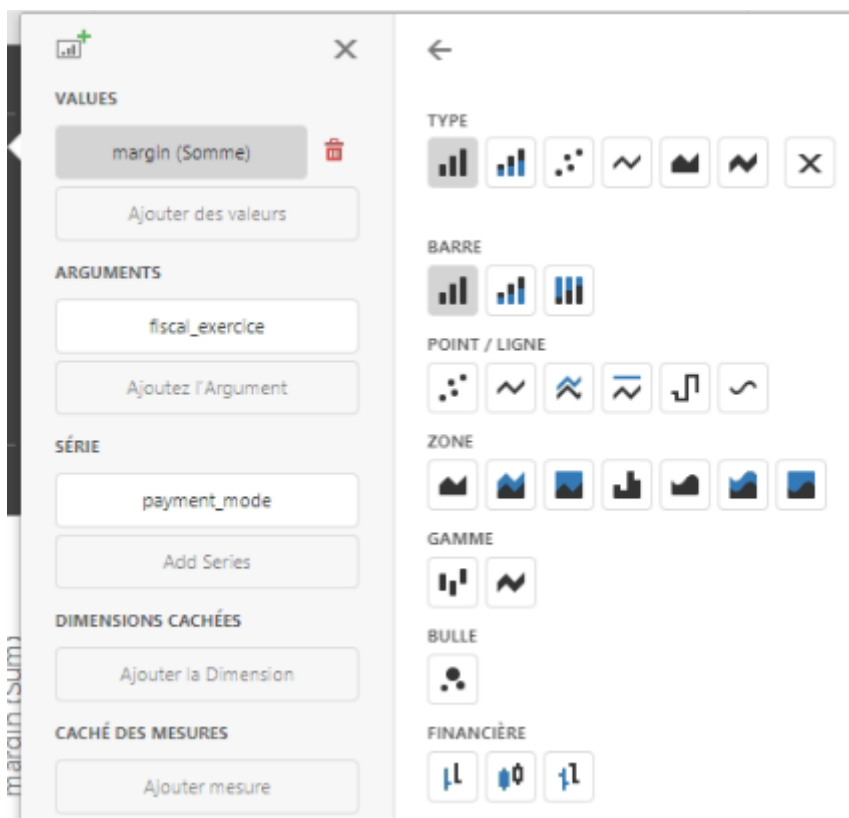 VALUES
margin (Somme)
Ajouter des valeurs
ARGUMENTS
fiscal_exercice
Ajoutez l'Argument
SÉRIE
payment_mode
Add Series
DIMENSIONS CACHÉES
Ajouter la Dimension
CACHÉ DES MESURES
Ajouter mesure
margin (Sum)
TYPE
BARRE
POINT / LIGNE
ZONE
GAMME
BULLE
FINANCIÈRE